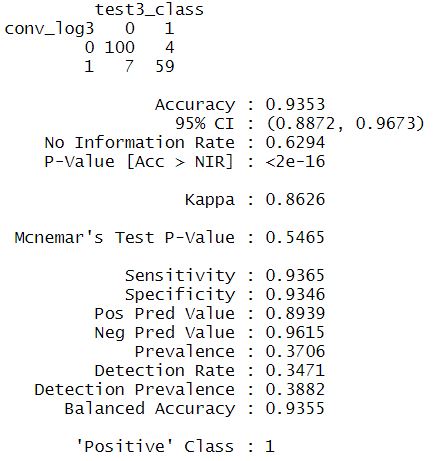 test3_class
conv_log3 0 1
0 100 4
1 7 59
Accuracy : 0.9353
95% CI : (0.8872, 0.9673)
No Information Rate : 0.6294
P-Value [Acc > NIR] : <2e-16
Kappa : 0.8626
Mcnemar's Test P-Value : 0.5465
Sensitivity : 0.9365
Specificity : 0.9346
Pos Pred Value : 0.8939
Neg Pred Value : 0.9615
Prevalence : 0.3706
Detection Rate : 0.3471
Detection Prevalence : 0.3882
Balanced Accuracy : 0.9355
'Positive' Class : 1